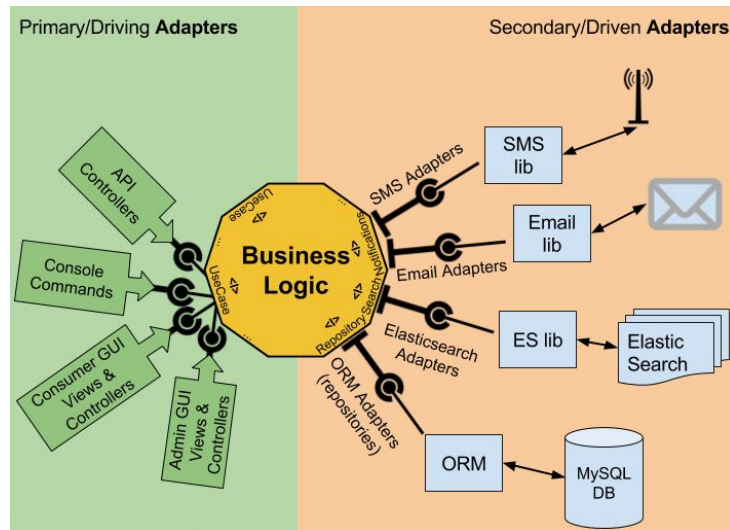 Primary/Driving Adapters
Secondary/Driven Adapters
API
Controllers
Console
Commands
Consumer GUI
Views &
Controllers
Admin GUI
Views &
Controllers
UseCase
</>
...
UseCase
</>
...
Business
Logic
Notifications
</>
Search
</>
Repository
</>
...
SMS Adapters
SMS
lib
Email Adapters
Email
lib
Elasticsearch
Adapters
ES lib
Elastic
Search
ORM Adapters
(repositories)
ORM
MySQL
DB